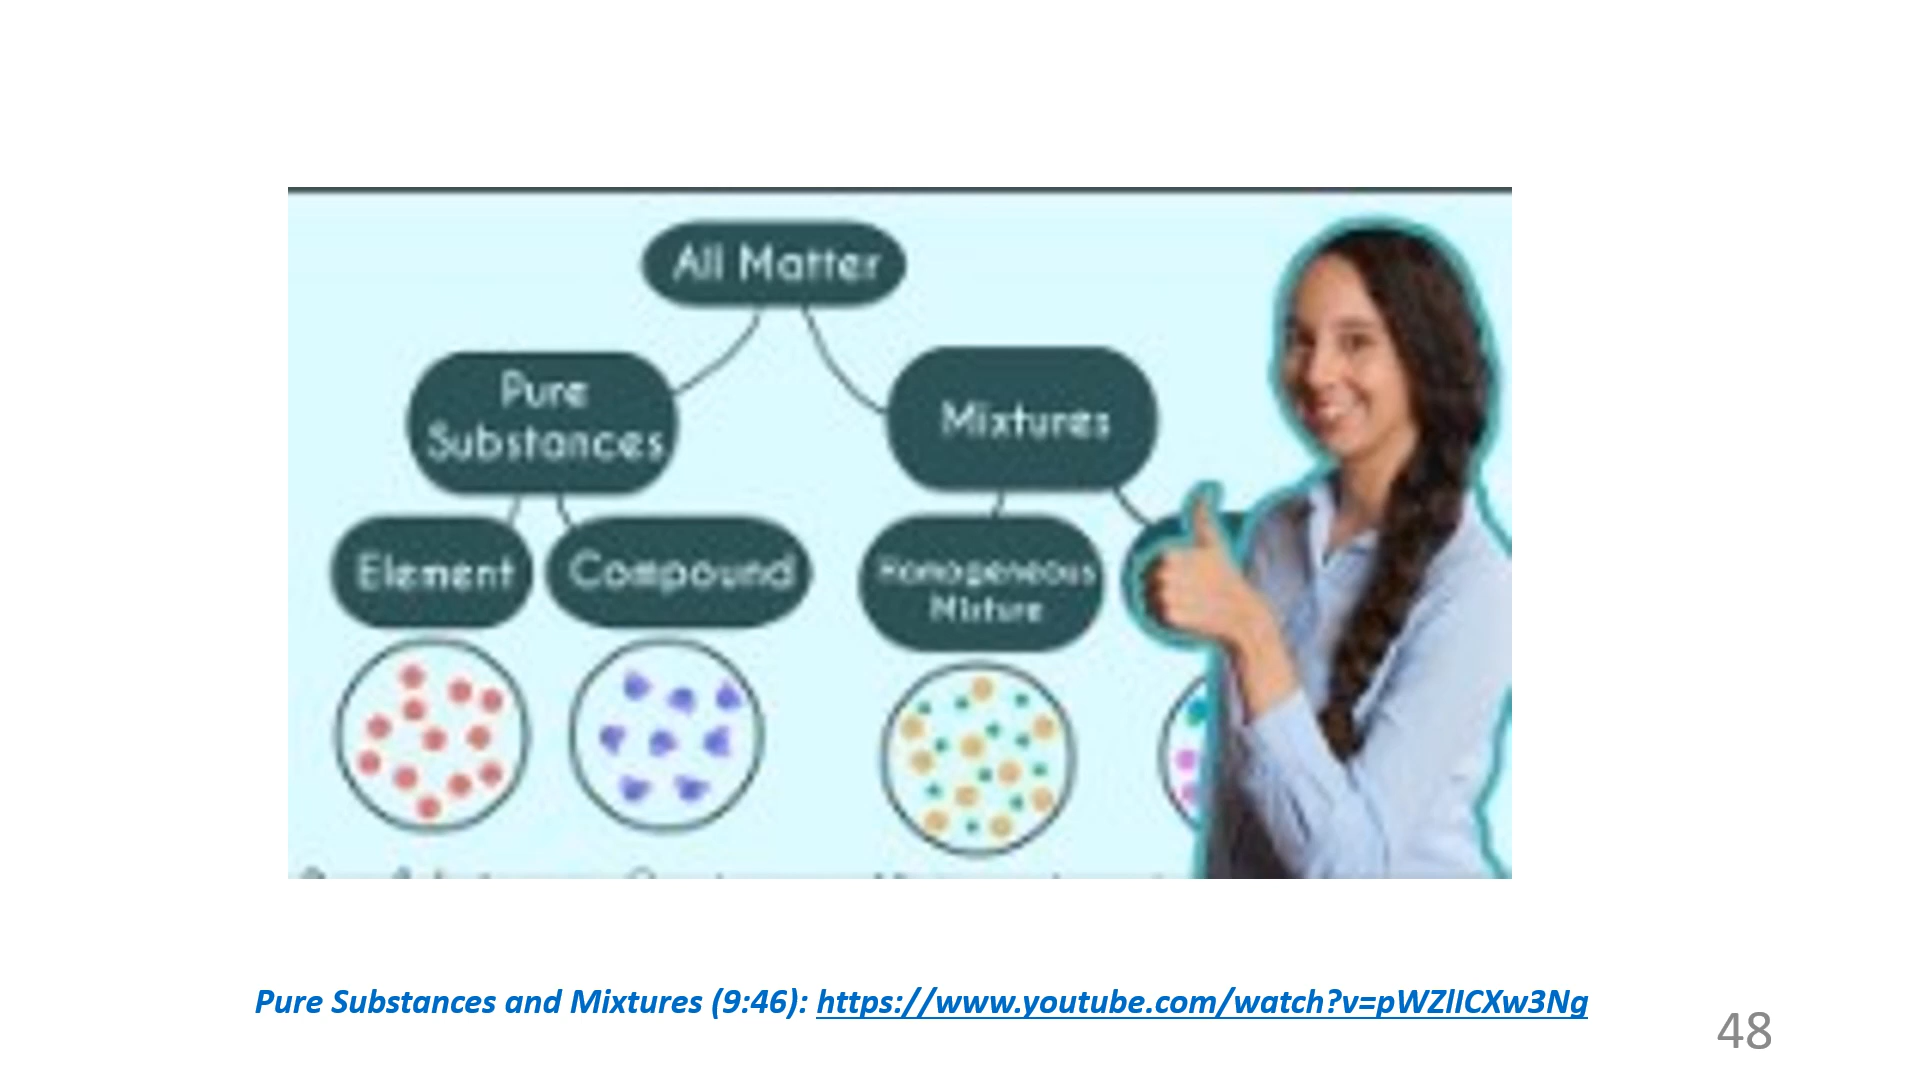 All Matter
Pure
Substances
Mixtures
Element
Compound
Homogeneous
Mixture
Pure Substances and Mixtures (9:46): https://www.youtube.com/watch?v=pWZlICXw3Ng
48